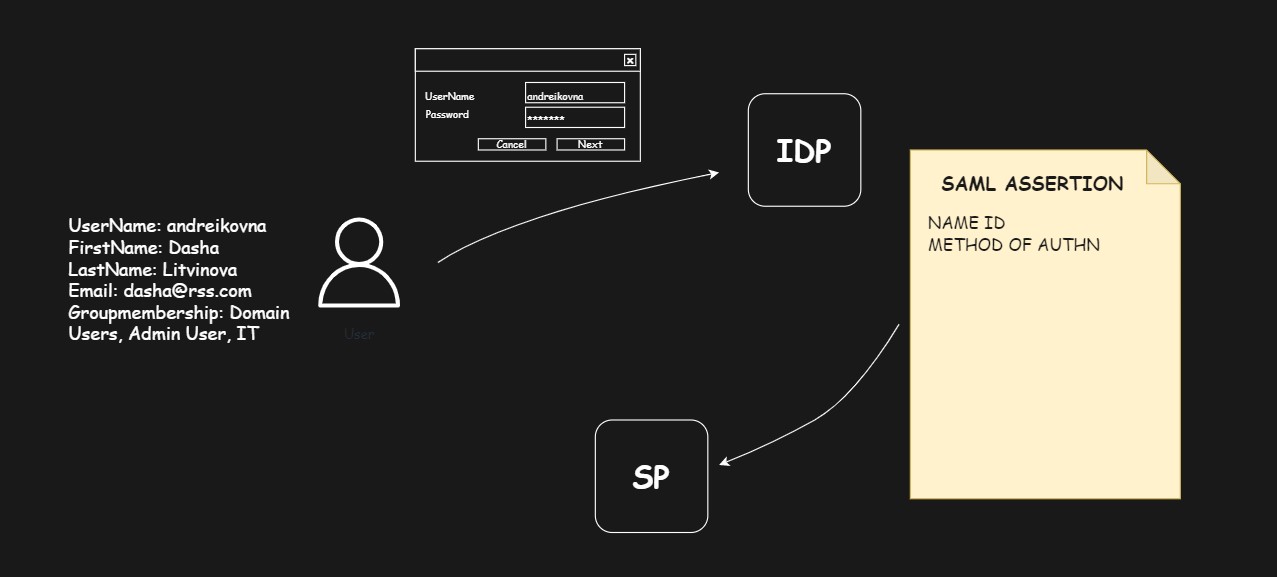 UserName
andreikovna
Password
*******
Cancel
Next
IDP
SAML ASSERTION
NAME ID
METHOD OF AUTHN
UserName: andreikovna
FirstName: Dasha
LastName: Litvinova
Email: dasha@rss.com
Groupmembership: Domain
Users, Admin User, IT
User
SP